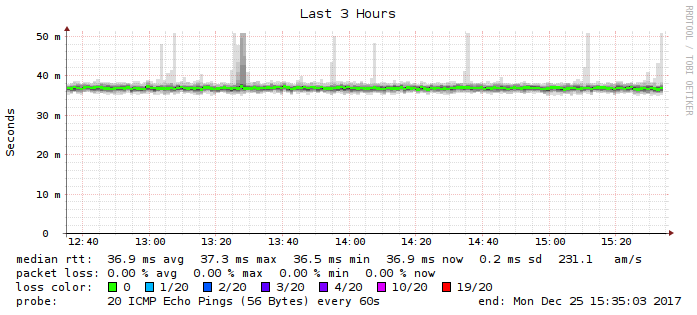 Last 3 Hours
RRDTOOL / TOBI OETIKER
Seconds
50 m
40 m
30 m
20 m
10 m
0
12:40 13:00 13:20 13:40 14:00 14:20 14:40 15:00 15:20
median rtt: 36.9 ms avg 37.3 ms max 36.5 ms min 36.9 ms now 0.2 ms sd 231.1 am/s
packet loss: 0.00 % avg 0.00 % max 0.00 % min 0.00 % now
loss color: 0 1/20 2/20 3/20 4/20 10/20 19/20
probe: 20 ICMP Echo Pings (56 Bytes) every 60s end: Mon Dec 25 15:35:03 2017